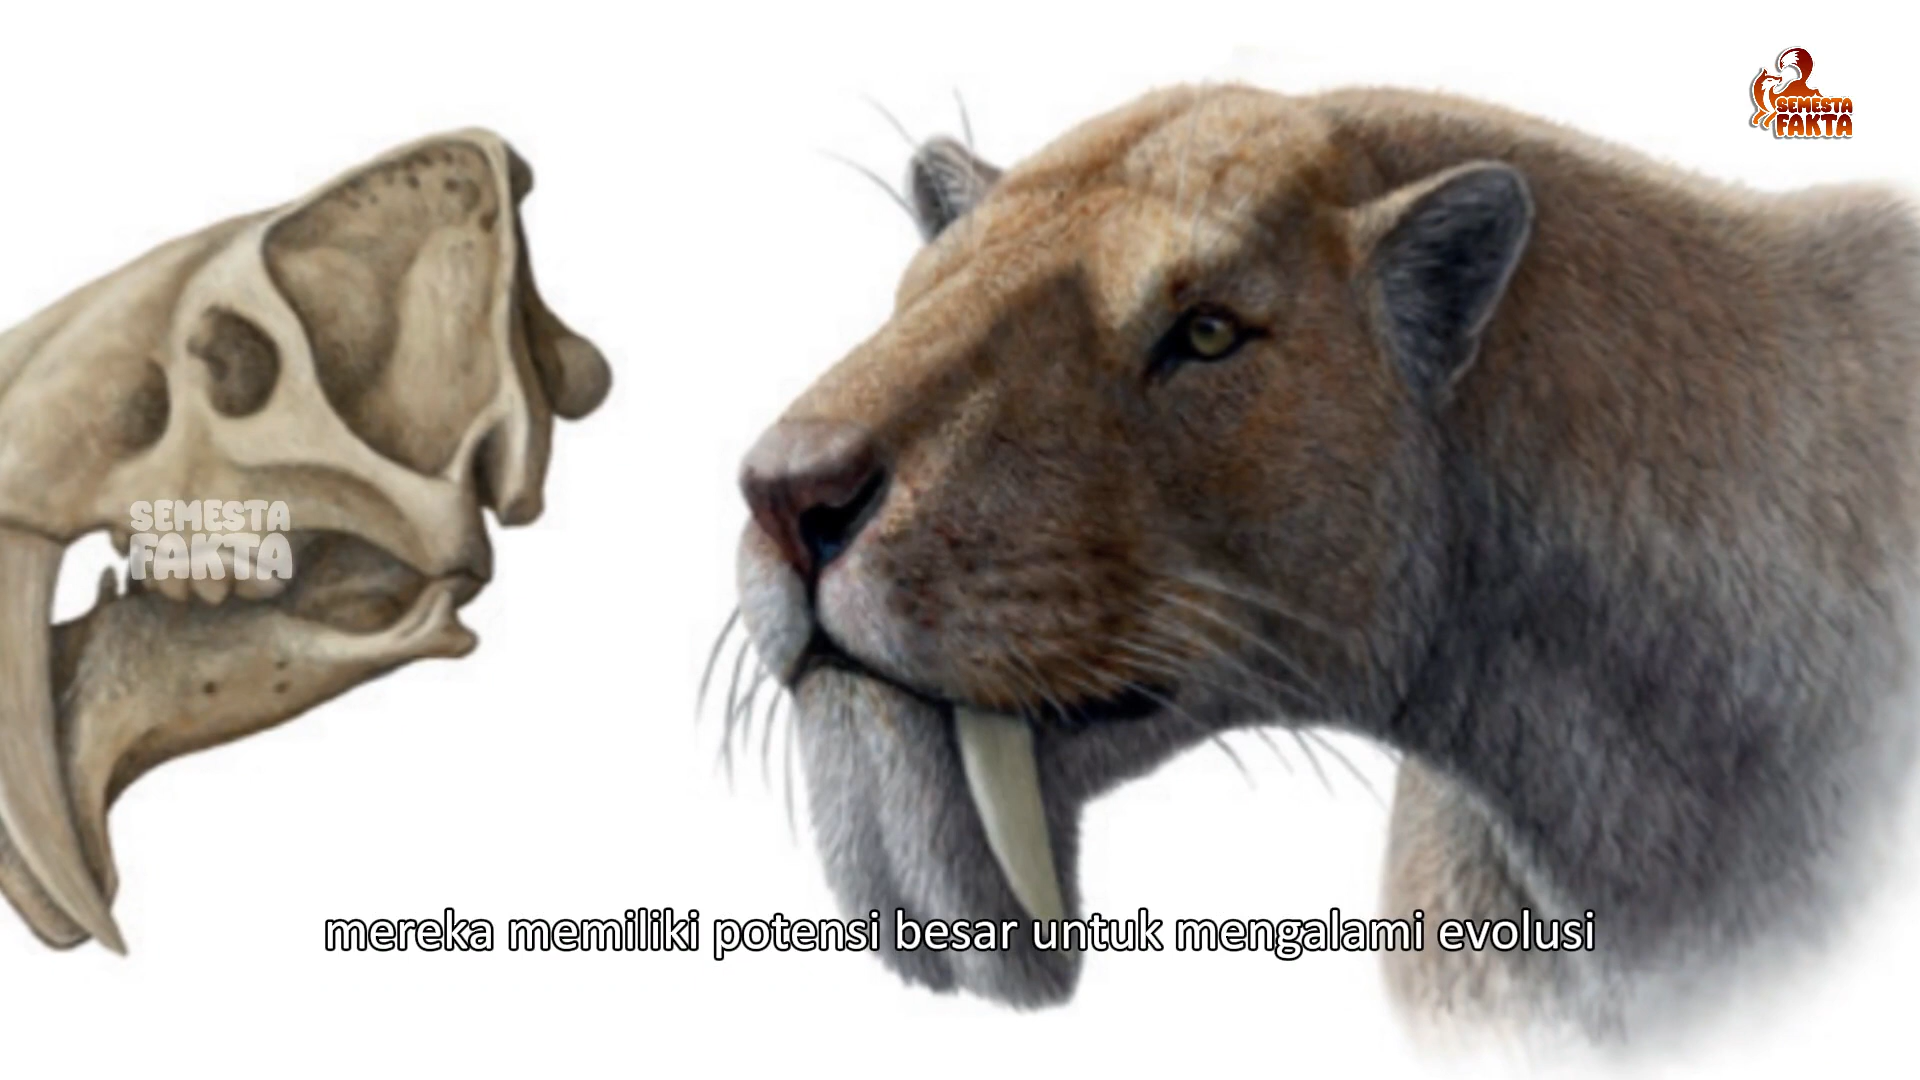 SEMESTA
FAKTA
SEMESTA
FAKTA
mereka memiliki potensi besar untuk mengalami evolusi